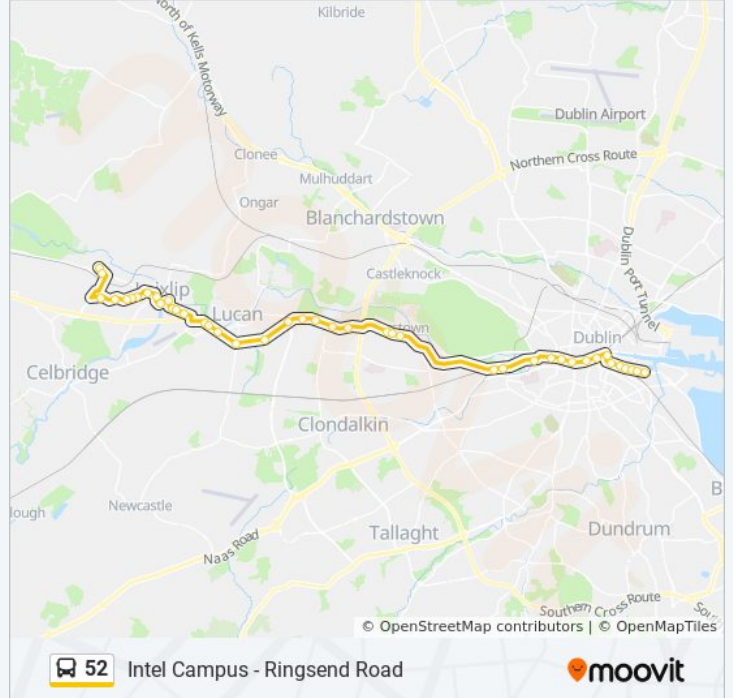 Kilbride
North of Kells Motorway
Dublin Airport
Clonee
Northern Cross Route
Mulhuddart
Ongar
Blanchardstown
Dublin Port Tunnel
Castleknock
Lucan
Dublin
Celbridge
Clondalkin
Newcastle
lough
Naas Road
Tallaght
Dundrum
B
Southern Cross Route
Sou
© OpenStreetMap contributors | © OpenMapTiles
52 Intel Campus - Ringsend Road
moovit